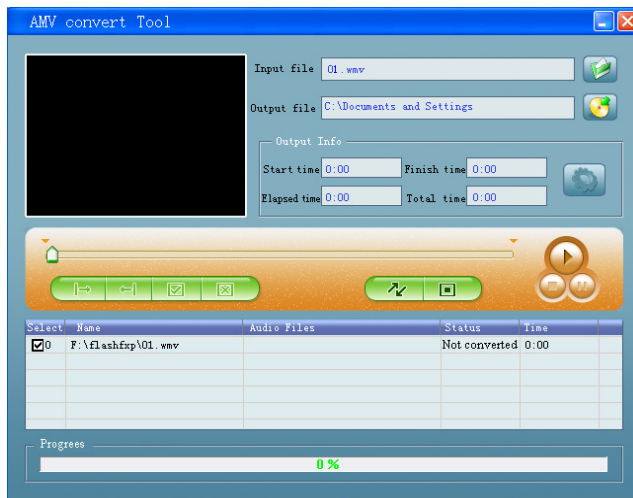 AMV convert Tool
Input file 01.wmv
Output file C:\Documents and Settings
Output Info
Start time 0:00 Finish time 0:00
Elapsed time 0:00 Total time 0:00
Select Name Audio Files Status Time
0 F:\flashfxp\01.wmv Not converted 0:00
Progrees
0%